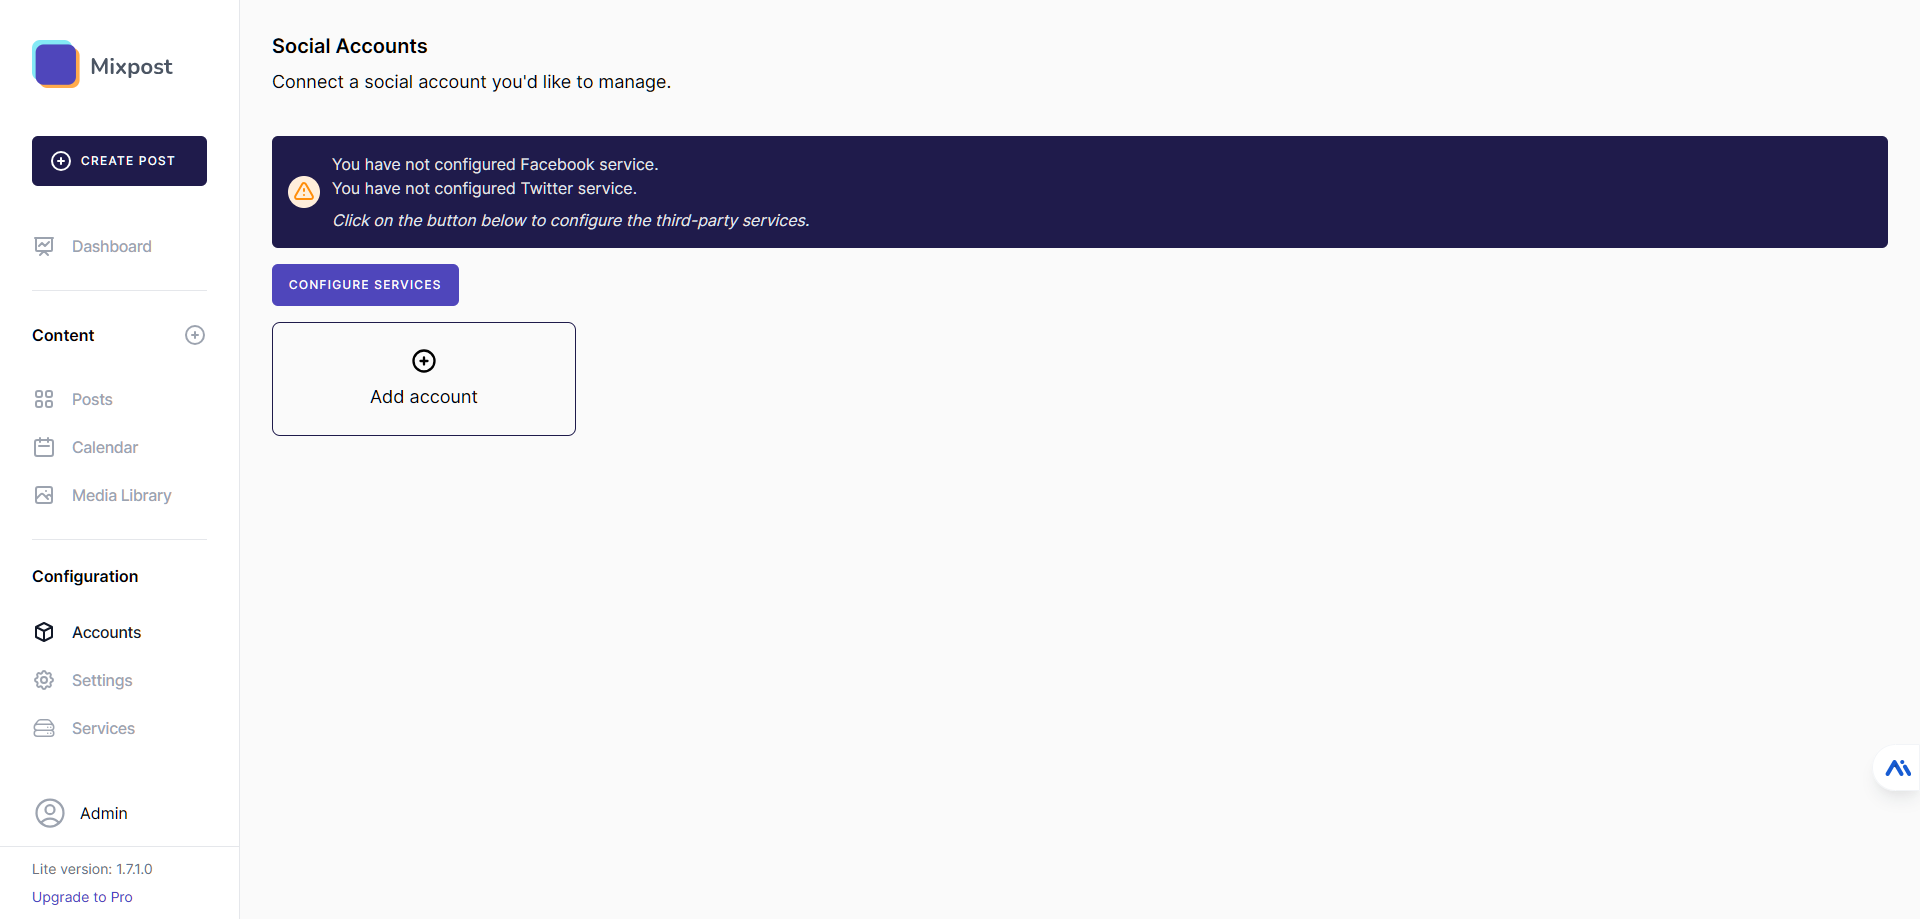 Mixpost
CREATE POST
Dashboard
Content
Posts
Calendar
Media Library
Configuration
Accounts
Settings
Services
Admin
Lite version: 1.7.1.0
Upgrade to Pro
Social Accounts
Connect a social account you'd like to manage.
You have not configured Facebook service.
You have not configured Twitter service.
Click on the button below to configure the third-party services.
CONFIGURE SERVICES
Add account